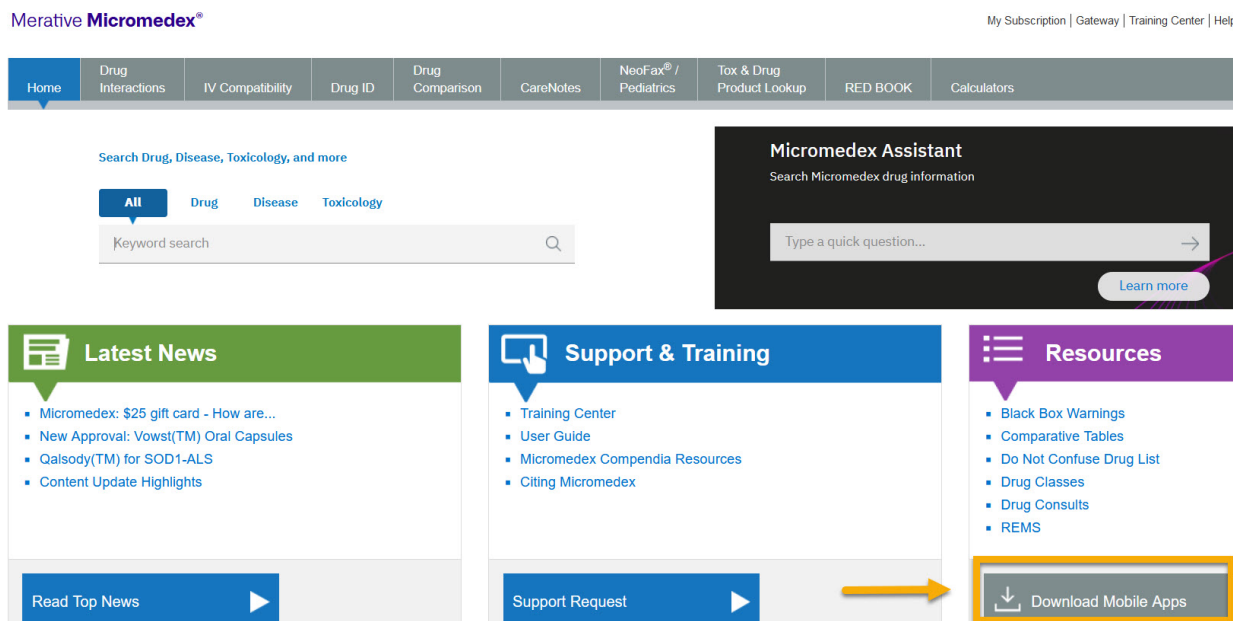 Merative Micromedex®
My Subscription | Gateway | Training Center | Help
Home
Drug
Interactions
IV Compatibility
Drug ID
Drug
Comparison
CareNotes
NeoFax® /
Pediatrics
Tox & Drug
Product Lookup
RED BOOK
Calculators
Search Drug, Disease, Toxicology, and more
All Drug Disease Toxicology
Keyword search
Micromedex Assistant
Search Micromedex drug information
Type a quick question...
Learn more
Latest News
Micromedex: $25 gift card - How are...
New Approval: Vowst(TM) Oral Capsules
Qalsody(TM) for SOD1-ALS
Content Update Highlights
Read Top News
Support & Training
Training Center
User Guide
Micromedex Compendia Resources
Citing Micromedex
Support Request
Resources
Black Box Warnings
Comparative Tables
Do Not Confuse Drug List
Drug Classes
Drug Consults
REMS
Download Mobile Apps